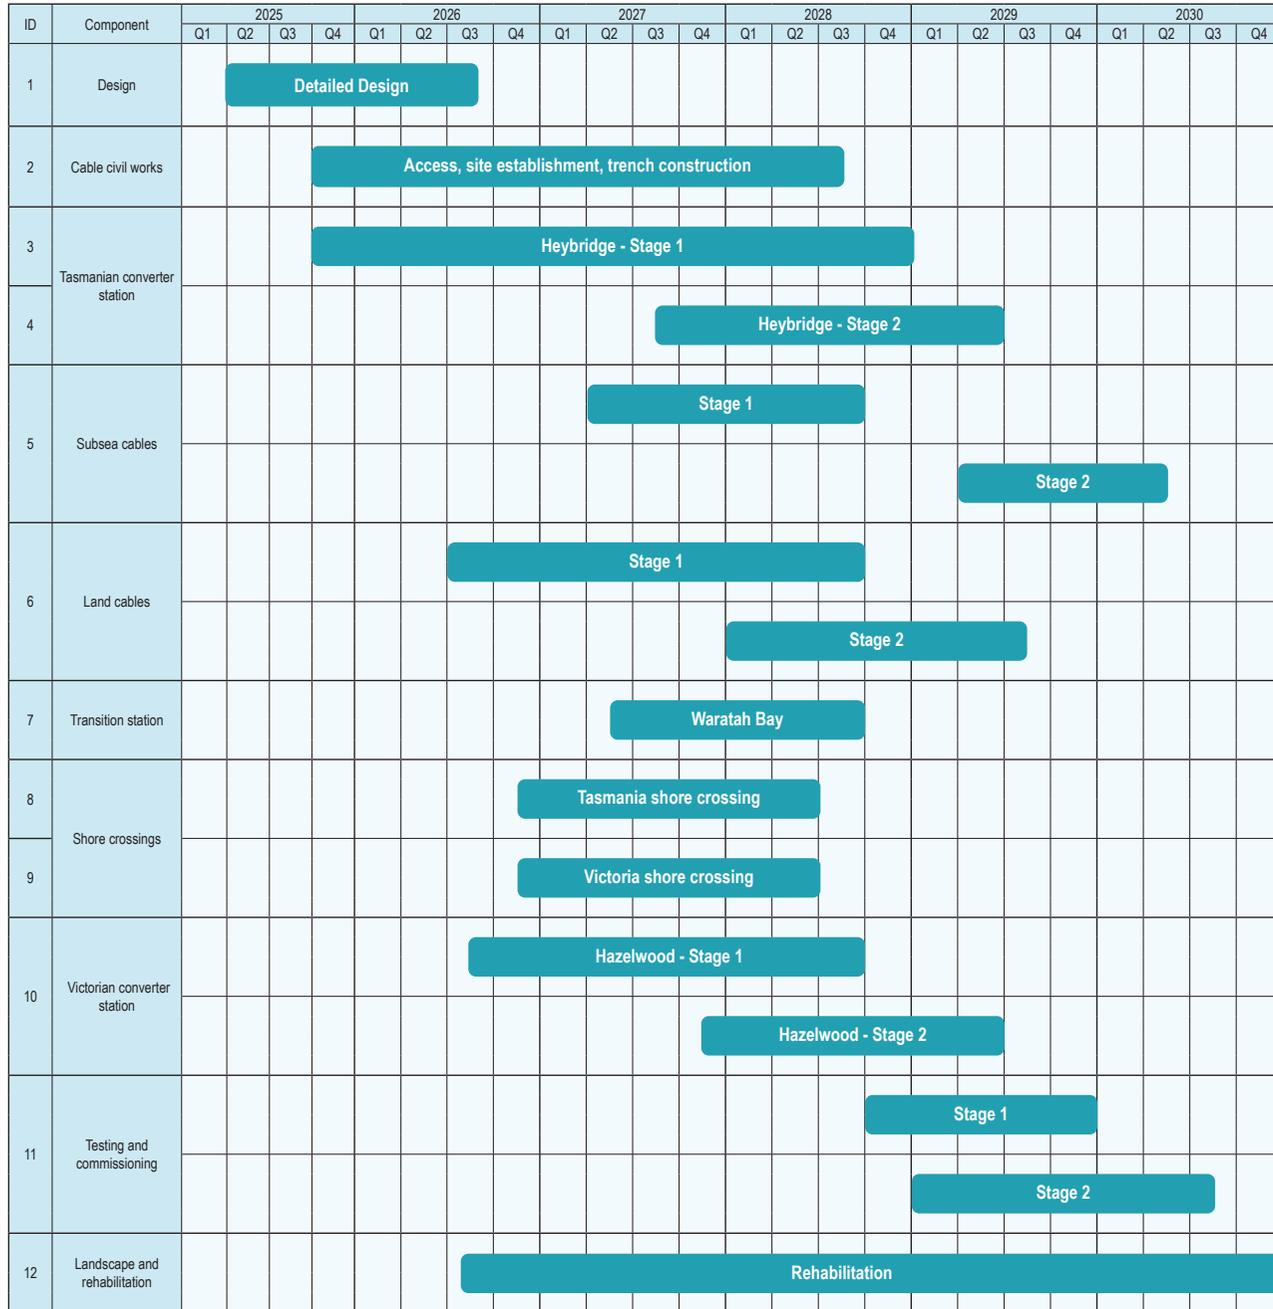 ID Component 2025 2026 2027 2028 2029 2030
Q1 Q2 Q3 Q4 Q1 Q2 Q3 Q4 Q1 Q2 Q3 Q4 Q1 Q2 Q3 Q4 Q1 Q2 Q3 Q4 Q1 Q2 Q3 Q4
1 Design Detailed Design
2 Cable civil works Access, site establishment, trench construction
3 Heybridge - Stage 1
Tasmanian converter
station
4 Heybridge - Stage 2
Stage 1
5 Subsea cables
Stage 2
Stage 1
6 Land cables
Stage 2
7 Transition station Waratah Bay
8 Tasmania shore crossing
Shore crossings
9 Victoria shore crossing
Hazelwood - Stage 1
10 Victorian converter
station
Hazelwood - Stage 2
Stage 1
11 Testing and
commissioning
Stage 2
12 Landscape and
rehabilitation
Rehabilitation